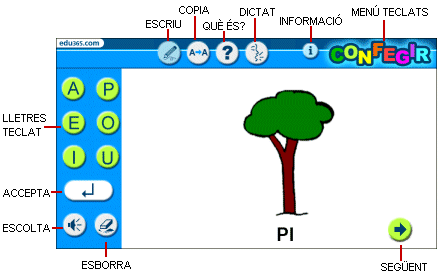 COPIA
DICTAT
ESCRIU
QUÈ ÉS?
INFORMACIÓ
MENÚ TECLATS
edu365.com
A→A
?
i
CONFEGIR
A P
E O
I U
LLETRES
TECLAT
ACCEPTA
ESCOLTA
ESBORRA
PI
SEGÜENT